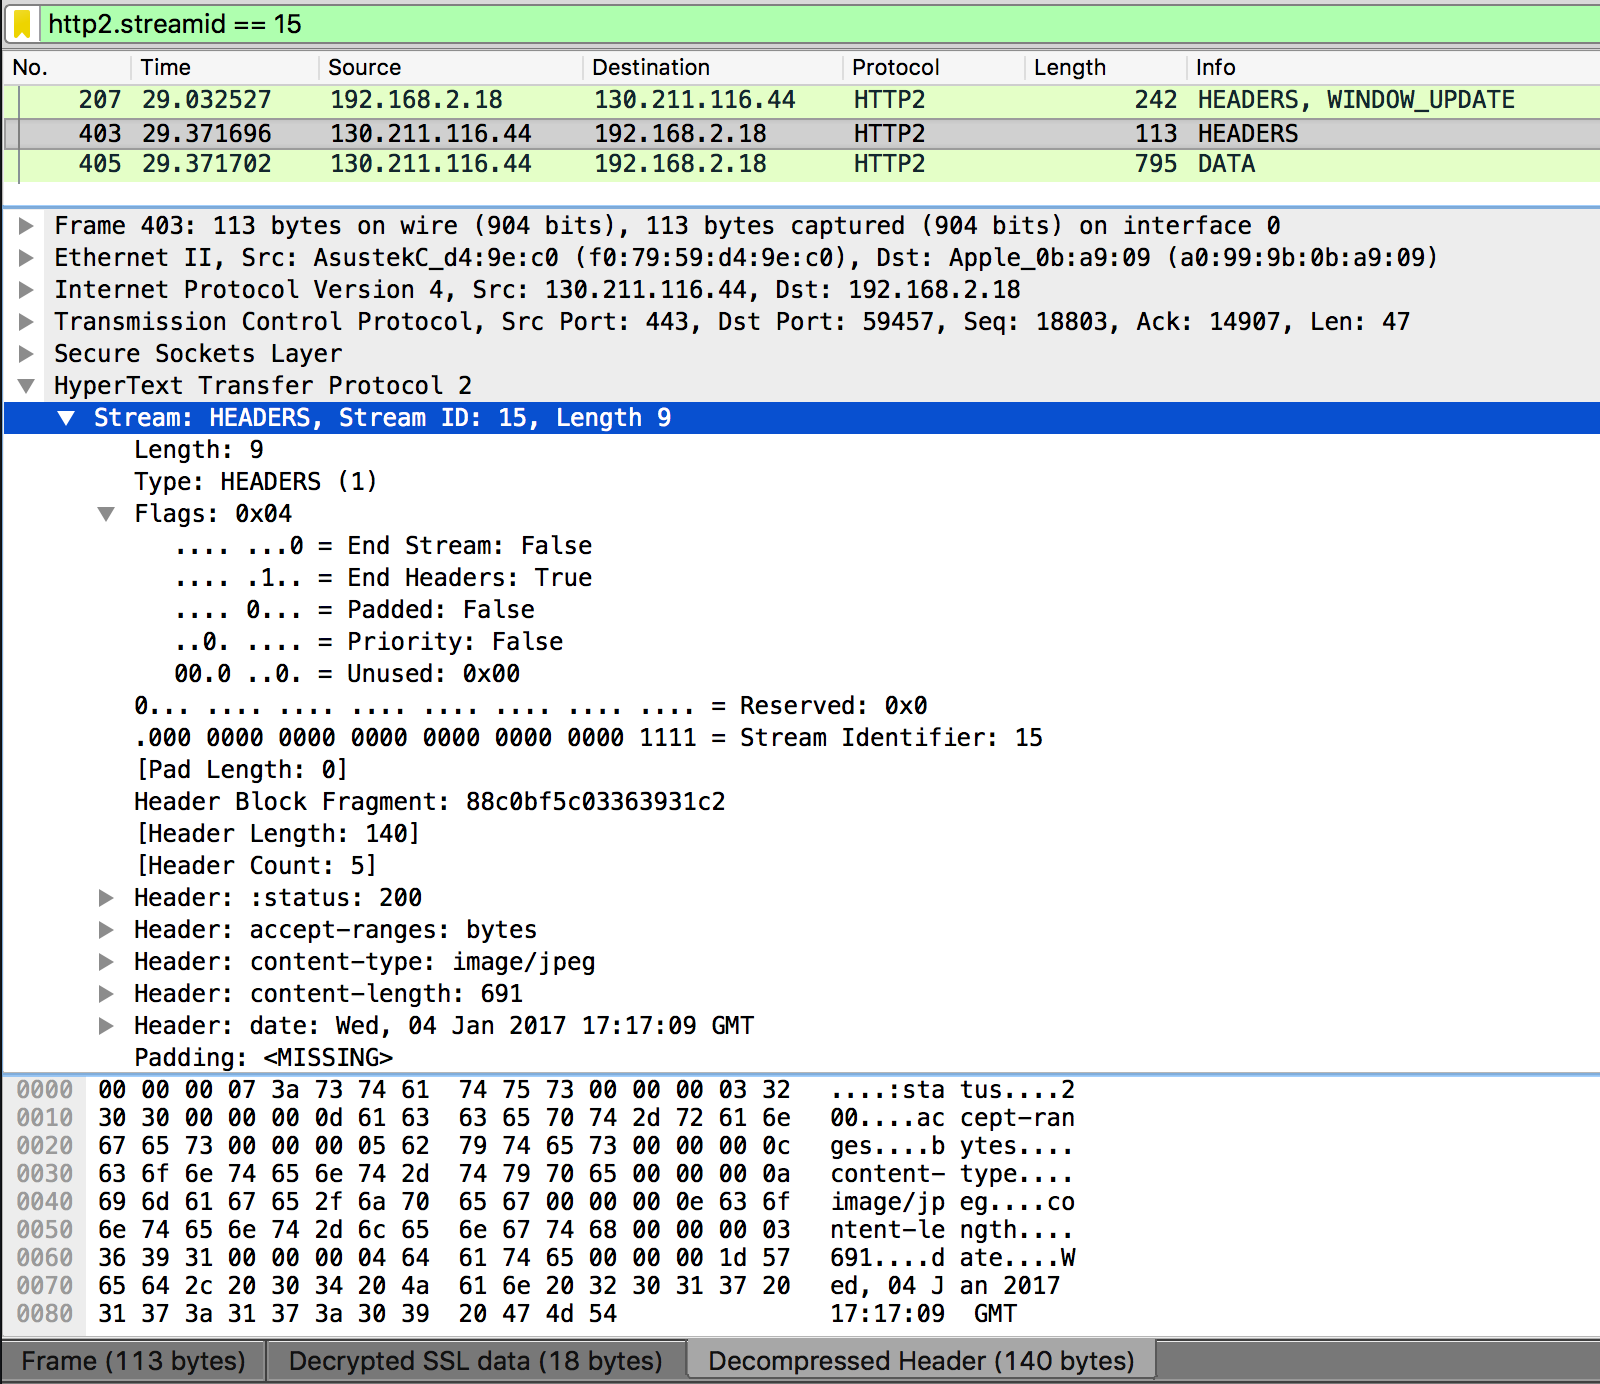 http2.streamid == 15
No. Time Source Destination Protocol Length Info
207 29.032527 192.168.2.18 130.211.116.44 HTTP2 242 HEADERS, WINDOW_UPDATE
403 29.371696 130.211.116.44 192.168.2.18 HTTP2 113 HEADERS
405 29.371702 130.211.116.44 192.168.2.18 HTTP2 795 DATA
Frame 403: 113 bytes on wire (904 bits), 113 bytes captured (904 bits) on interface 0
Ethernet II, Src: AsustekC_d4:9e:c0 (f0:79:59:d4:9e:c0), Dst: Apple_0b:a9:09 (a0:99:9b:0b:a9:09)
Internet Protocol Version 4, Src: 130.211.116.44, Dst: 192.168.2.18
Transmission Control Protocol, Src Port: 443, Dst Port: 59457, Seq: 18803, Ack: 14907, Len: 47
Secure Sockets Layer
HyperText Transfer Protocol 2
Stream: HEADERS, Stream ID: 15, Length 9
Length: 9
Type: HEADERS (1)
Flags: 0x04
.... ...0 = End Stream: False
.... .1.. = End Headers: True
.... 0... = Padded: False
..0. .... = Priority: False
00.0 ..0. = Unused: 0x00
0... .... .... .... .... .... .... .... = Reserved: 0x0
.000 0000 0000 0000 0000 0000 0000 1111 = Stream Identifier: 15
[Pad Length: 0]
Header Block Fragment: 88c0bf5c03363931c2
[Header Length: 140]
[Header Count: 5]
Header: :status: 200
Header: accept-ranges: bytes
Header: content-type: image/jpeg
Header: content-length: 691
Header: date: Wed, 04 Jan 2017 17:17:09 GMT
Padding: <MISSING>
0000 00 00 00 07 3a 73 74 61 74 75 73 00 00 00 03 32 ....:sta tus....2
0010 30 30 00 00 00 0d 61 63 63 65 70 74 2d 72 61 6e 00....ac cept-ran
0020 67 65 73 00 00 00 05 62 79 74 65 73 00 00 00 0c ges....b ytes....
0030 63 6f 6e 74 65 6e 74 2d 74 79 70 65 00 00 00 0a content- type....
0040 69 6d 61 67 65 2f 6a 70 65 67 00 00 00 0e 63 6f image/jp eg....co
0050 6e 74 65 6e 74 2d 6c 65 6e 67 74 68 00 00 00 03 ntent-le ngth....
0060 36 39 31 00 00 00 04 64 61 74 65 00 00 00 1d 57 691....d ate....W
0070 65 64 2c 20 30 34 20 4a 61 6e 20 32 30 31 37 20 ed, 04 J an 2017
0080 31 37 3a 31 37 3a 30 39 20 47 4d 54 17:17:09 GMT
Frame (113 bytes) Decrypted SSL data (18 bytes) Decompressed Header (140 bytes)